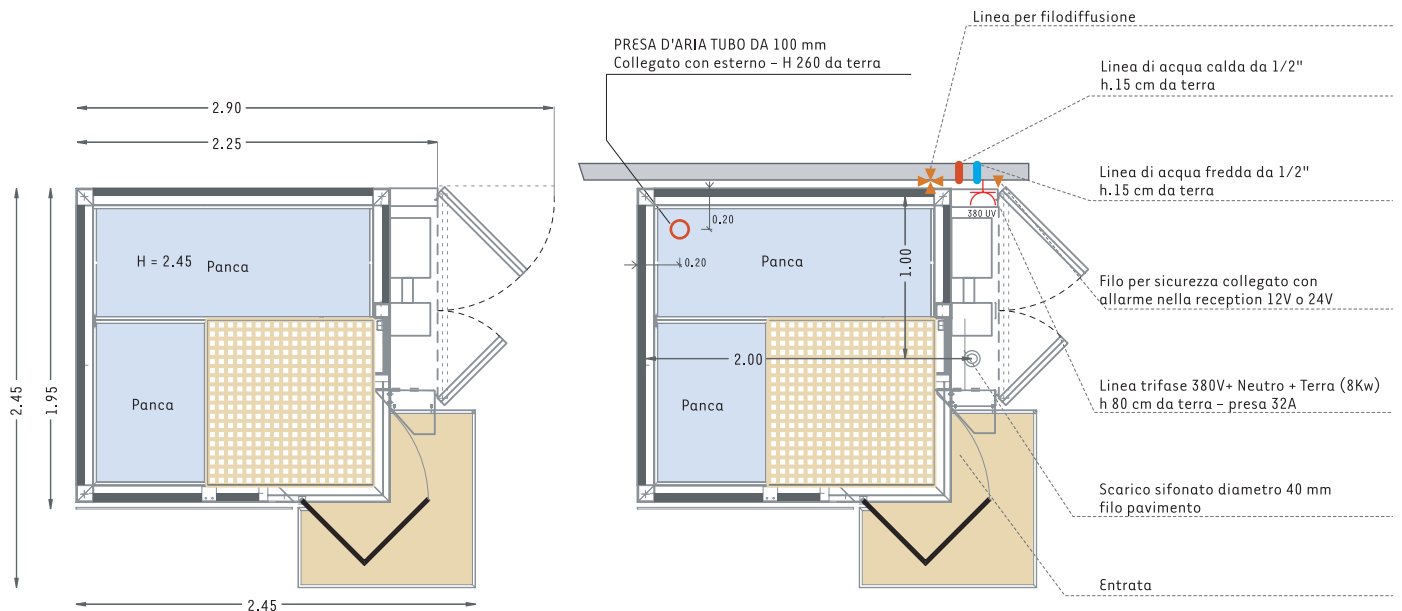 2.90
2.25
H = 2.45
Panca
Panca
2.45
1.95
2.45
PRESA D'ARIA TUBO DA 100 mm
Collegato con esterno – H 260 da terra
0.20
0.20
Panca
1.00
2.00
Panca
380 UV
Linea per filodiffusione
Linea di acqua calda da 1/2"
h.15 cm da terra
Linea di acqua fredda da 1/2"
h.15 cm da terra
Filo per sicurezza collegato con
allarme nella reception 12V o 24V
Linea trifase 380V+ Neutro + Terra (8Kw)
h 80 cm da terra – presa 32A
Scarico sifonato diametro 40 mm
filo pavimento
Entrata